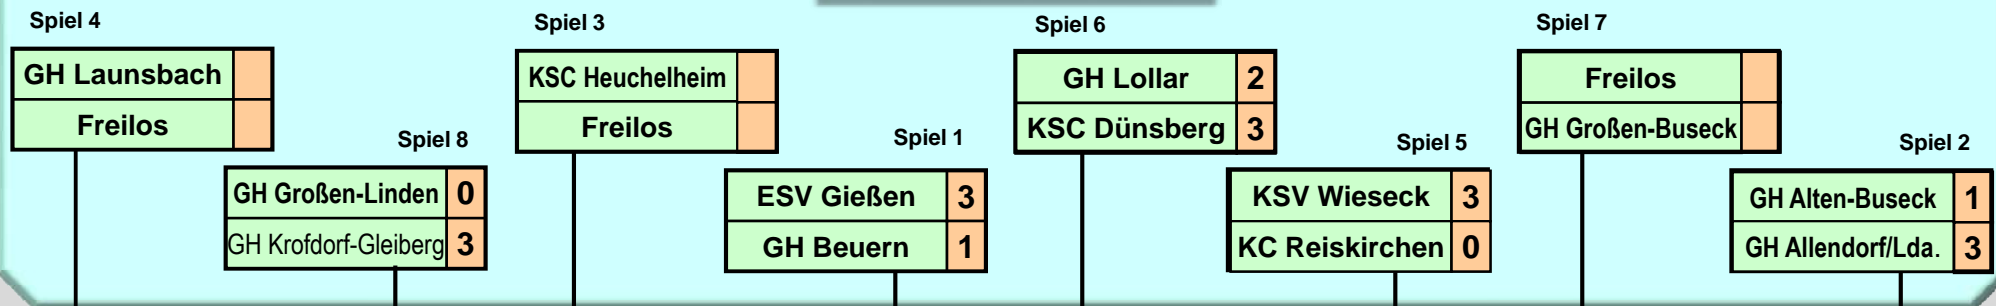 Spiel 4
GH Launsbach
Freilos
Spiel 8
GH Großen-Linden 0
GH Krofdorf-Gleiberg 3
Spiel 3
KSC Heuchelheim
Freilos
Spiel 1
ESV Gießen 3
GH Beuern 1
Spiel 6
GH Lollar 2
KSC Dünsberg 3
Spiel 5
KSV Wieseck 3
KC Reiskirchen 0
Spiel 7
Freilos
GH Großen-Buseck
Spiel 2
GH Alten-Buseck 1
GH Allendorf/Lda. 3